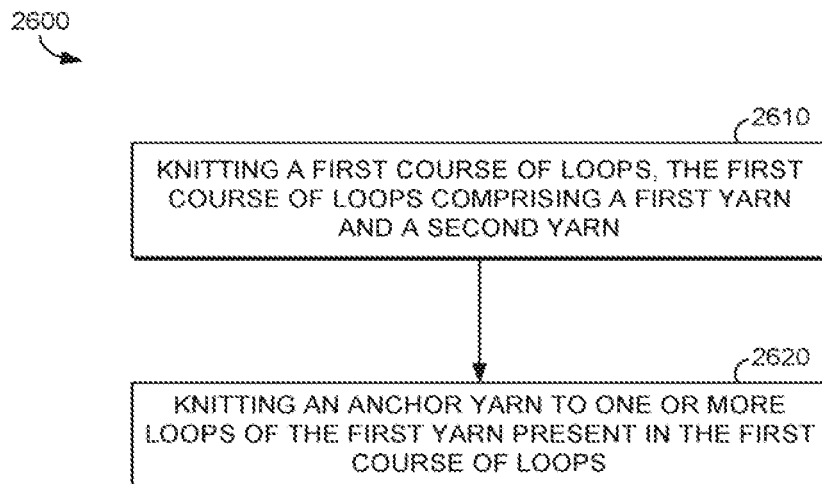 2600
2610
KNITTING A FIRST COURSE OF LOOPS, THE FIRST
COURSE OF LOOPS COMPRISING A FIRST YARN
AND A SECOND YARN
2620
KNITTING AN ANCHOR YARN TO ONE OR MORE
LOOPS OF THE FIRST YARN PRESENT IN THE FIRST
COURSE OF LOOPS